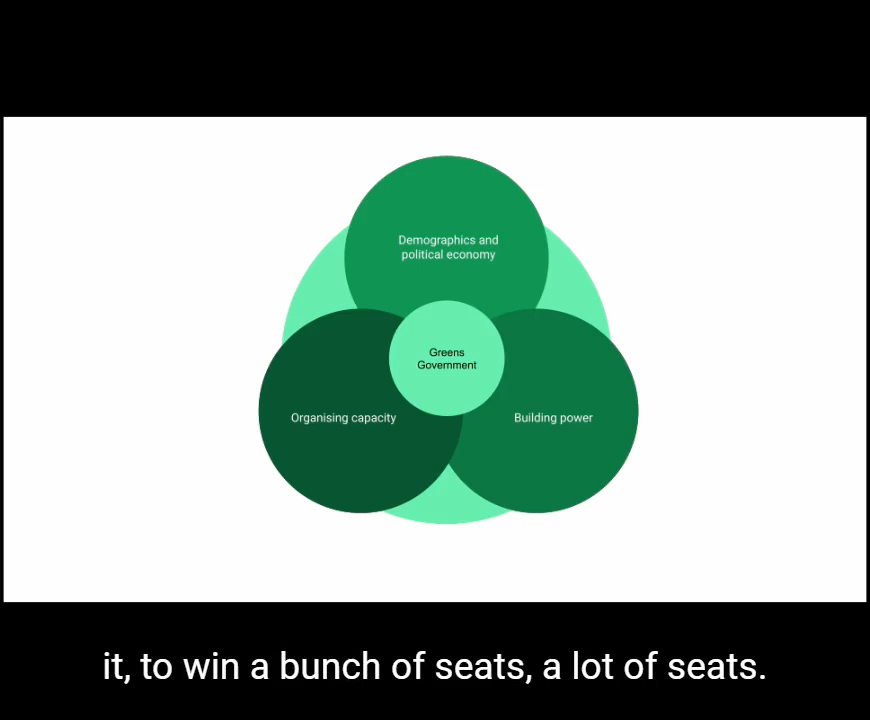 Demographics and
political economy
Greens
Government
Organising capacity
Building power
it, to win a bunch of seats, a lot of seats.